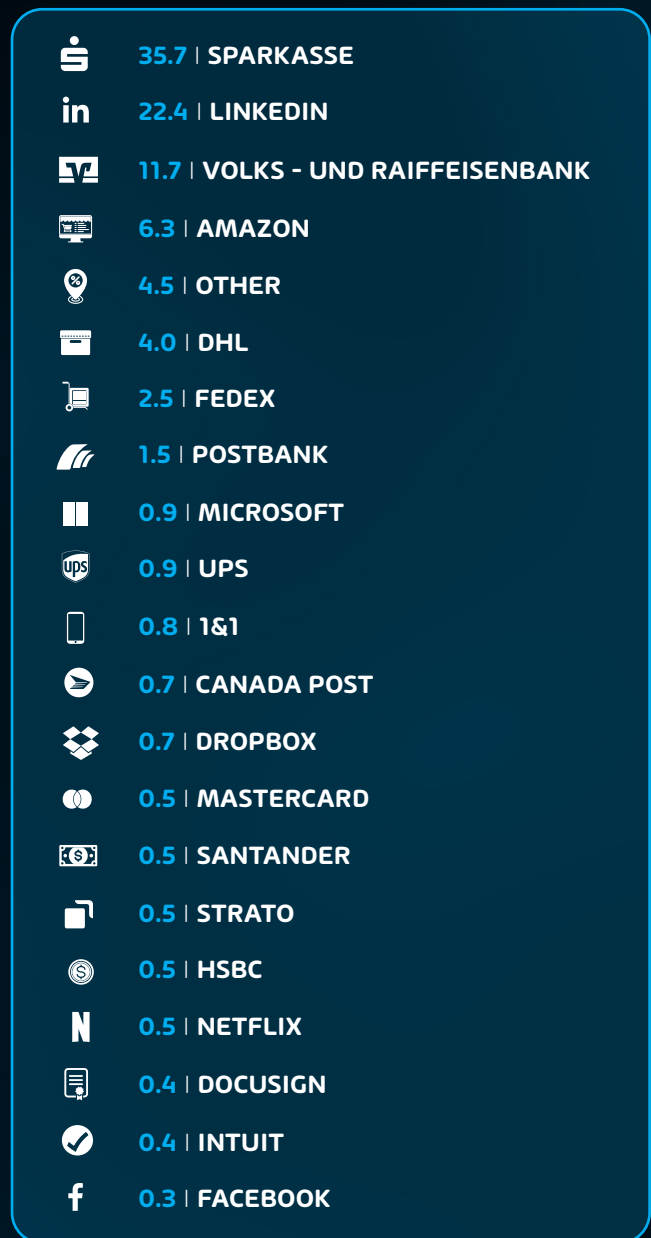 35.7 | SPARKASSE
in 22.4 | LINKEDIN
11.7 | VOLKS - UND RAIFFEISENBANK
6.3 | AMAZON
% 4.5 | OTHER
4.0 | DHL
2.5 | FEDEX
1.5 | POSTBANK
0.9 | MICROSOFT
ups 0.9 | UPS
0.8 | 1&1
0.7 | CANADA POST
0.7 | DROPBOX
0.5 | MASTERCARD
$ 0.5 | SANTANDER
0.5 | STRATO
$ 0.5 | HSBC
N 0.5 | NETFLIX
0.4 | DOCUSIGN
0.4 | INTUIT
f 0.3 | FACEBOOK